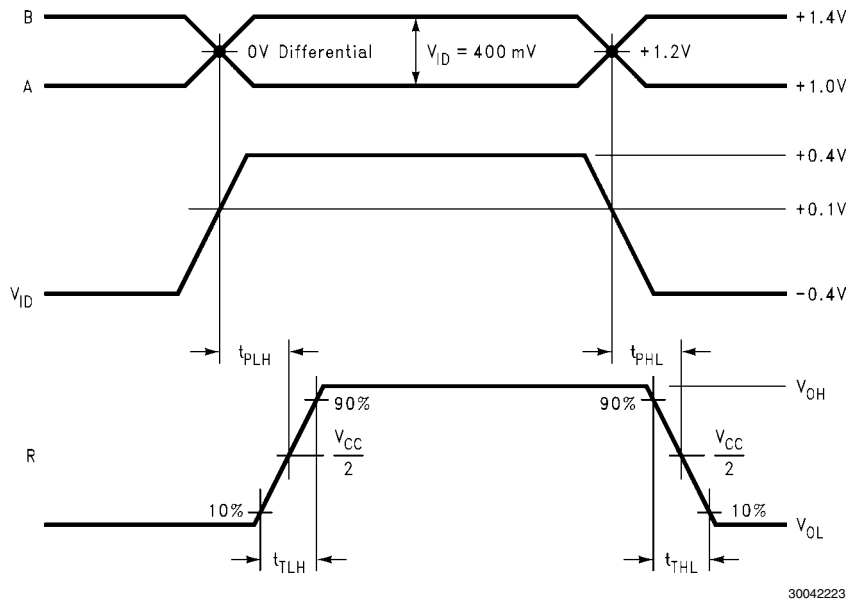 B
+1.4V
0V Differential
V_ID = 400 mV
+1.2V
A
+1.0V
+0.4V
+0.1V
V_ID
-0.4V
t_PLH
t_PHL
V_OH
90%
90%
R
V_CC
2
V_CC
2
10%
10%
V_OL
t_TLH
t_THL
30042223